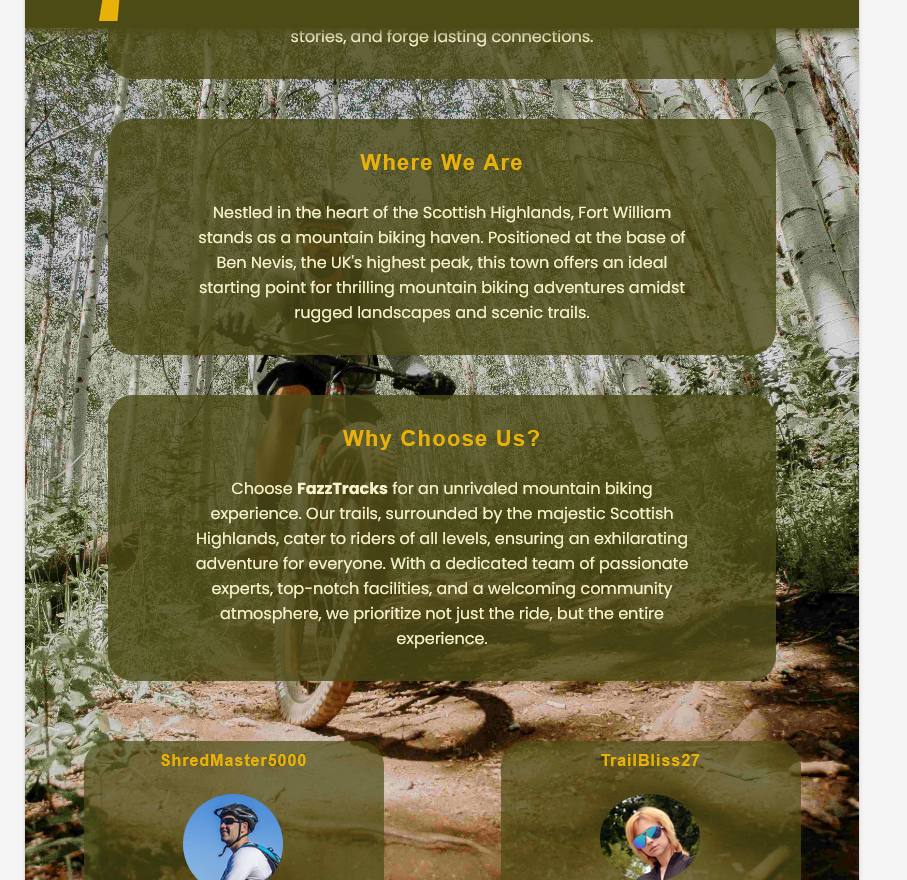 stories, and forge lasting connections.
Where We Are
Nestled in the heart of the Scottish Highlands, Fort William
stands as a mountain biking haven. Positioned at the base of
Ben Nevis, the UK's highest peak, this town offers an ideal
starting point for thrilling mountain biking adventures amidst
rugged landscapes and scenic trails.
Why Choose Us?
Choose FazzTracks for an unrivaled mountain biking
experience. Our trails, surrounded by the majestic Scottish
Highlands, cater to riders of all levels, ensuring an exhilarating
adventure for everyone. With a dedicated team of passionate
experts, top-notch facilities, and a welcoming community
atmosphere, we prioritize not just the ride, but the entire
experience.
ShredMaster5000
TrailBliss27